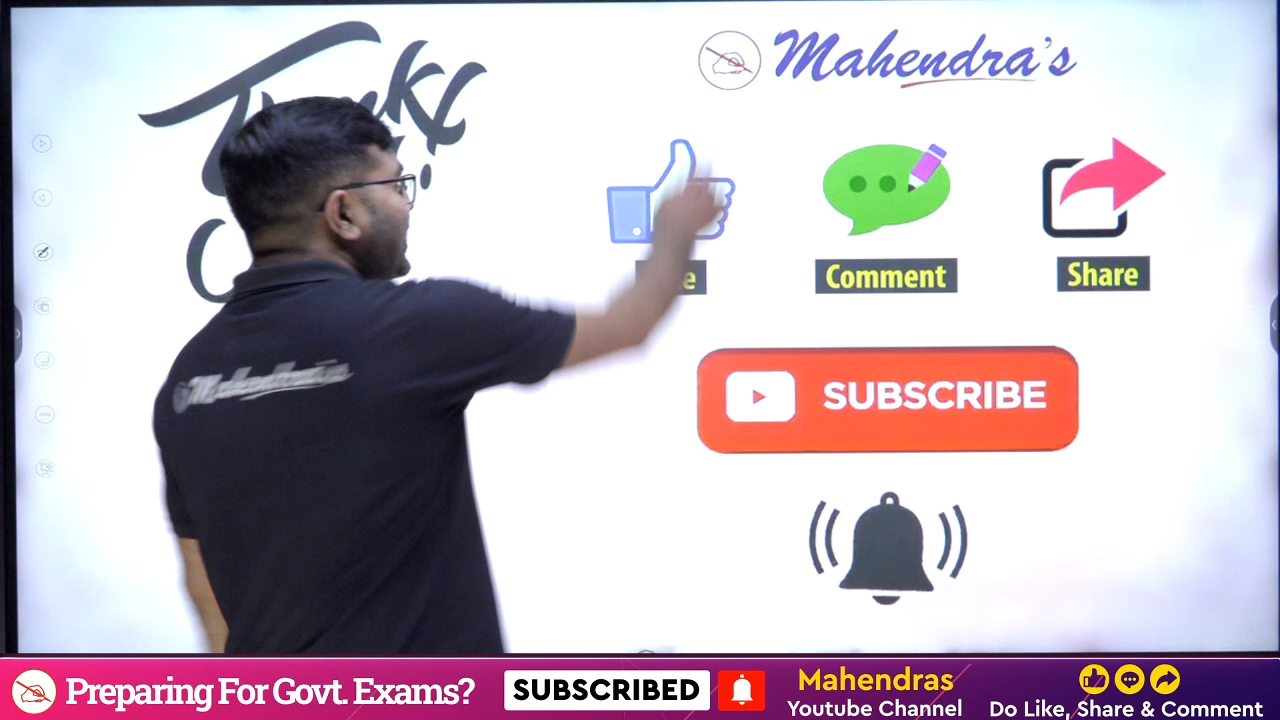 Mahendra's
Comment
Share
SUBSCRIBE
Preparing For Govt. Exams?
SUBSCRIBED
Mahendras
Youtube Channel
Do Like, Share & Comment